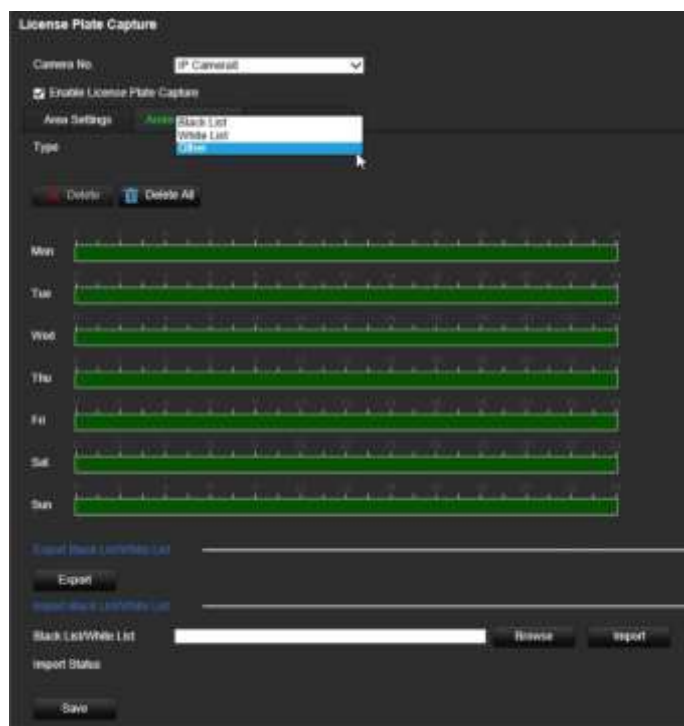 License Plate Capture
Camera No.
IP Camera8
Enable License Plate Capture
Area Settings
Black List
White List
Type
Other
Delete
Delete All
Mon
Tue
Wed
Thu
Fri
Sat
Sun
Export Black List/White List
Export
Import Black List/White List
Black List/White List
Browse
Import
Import Status
Save